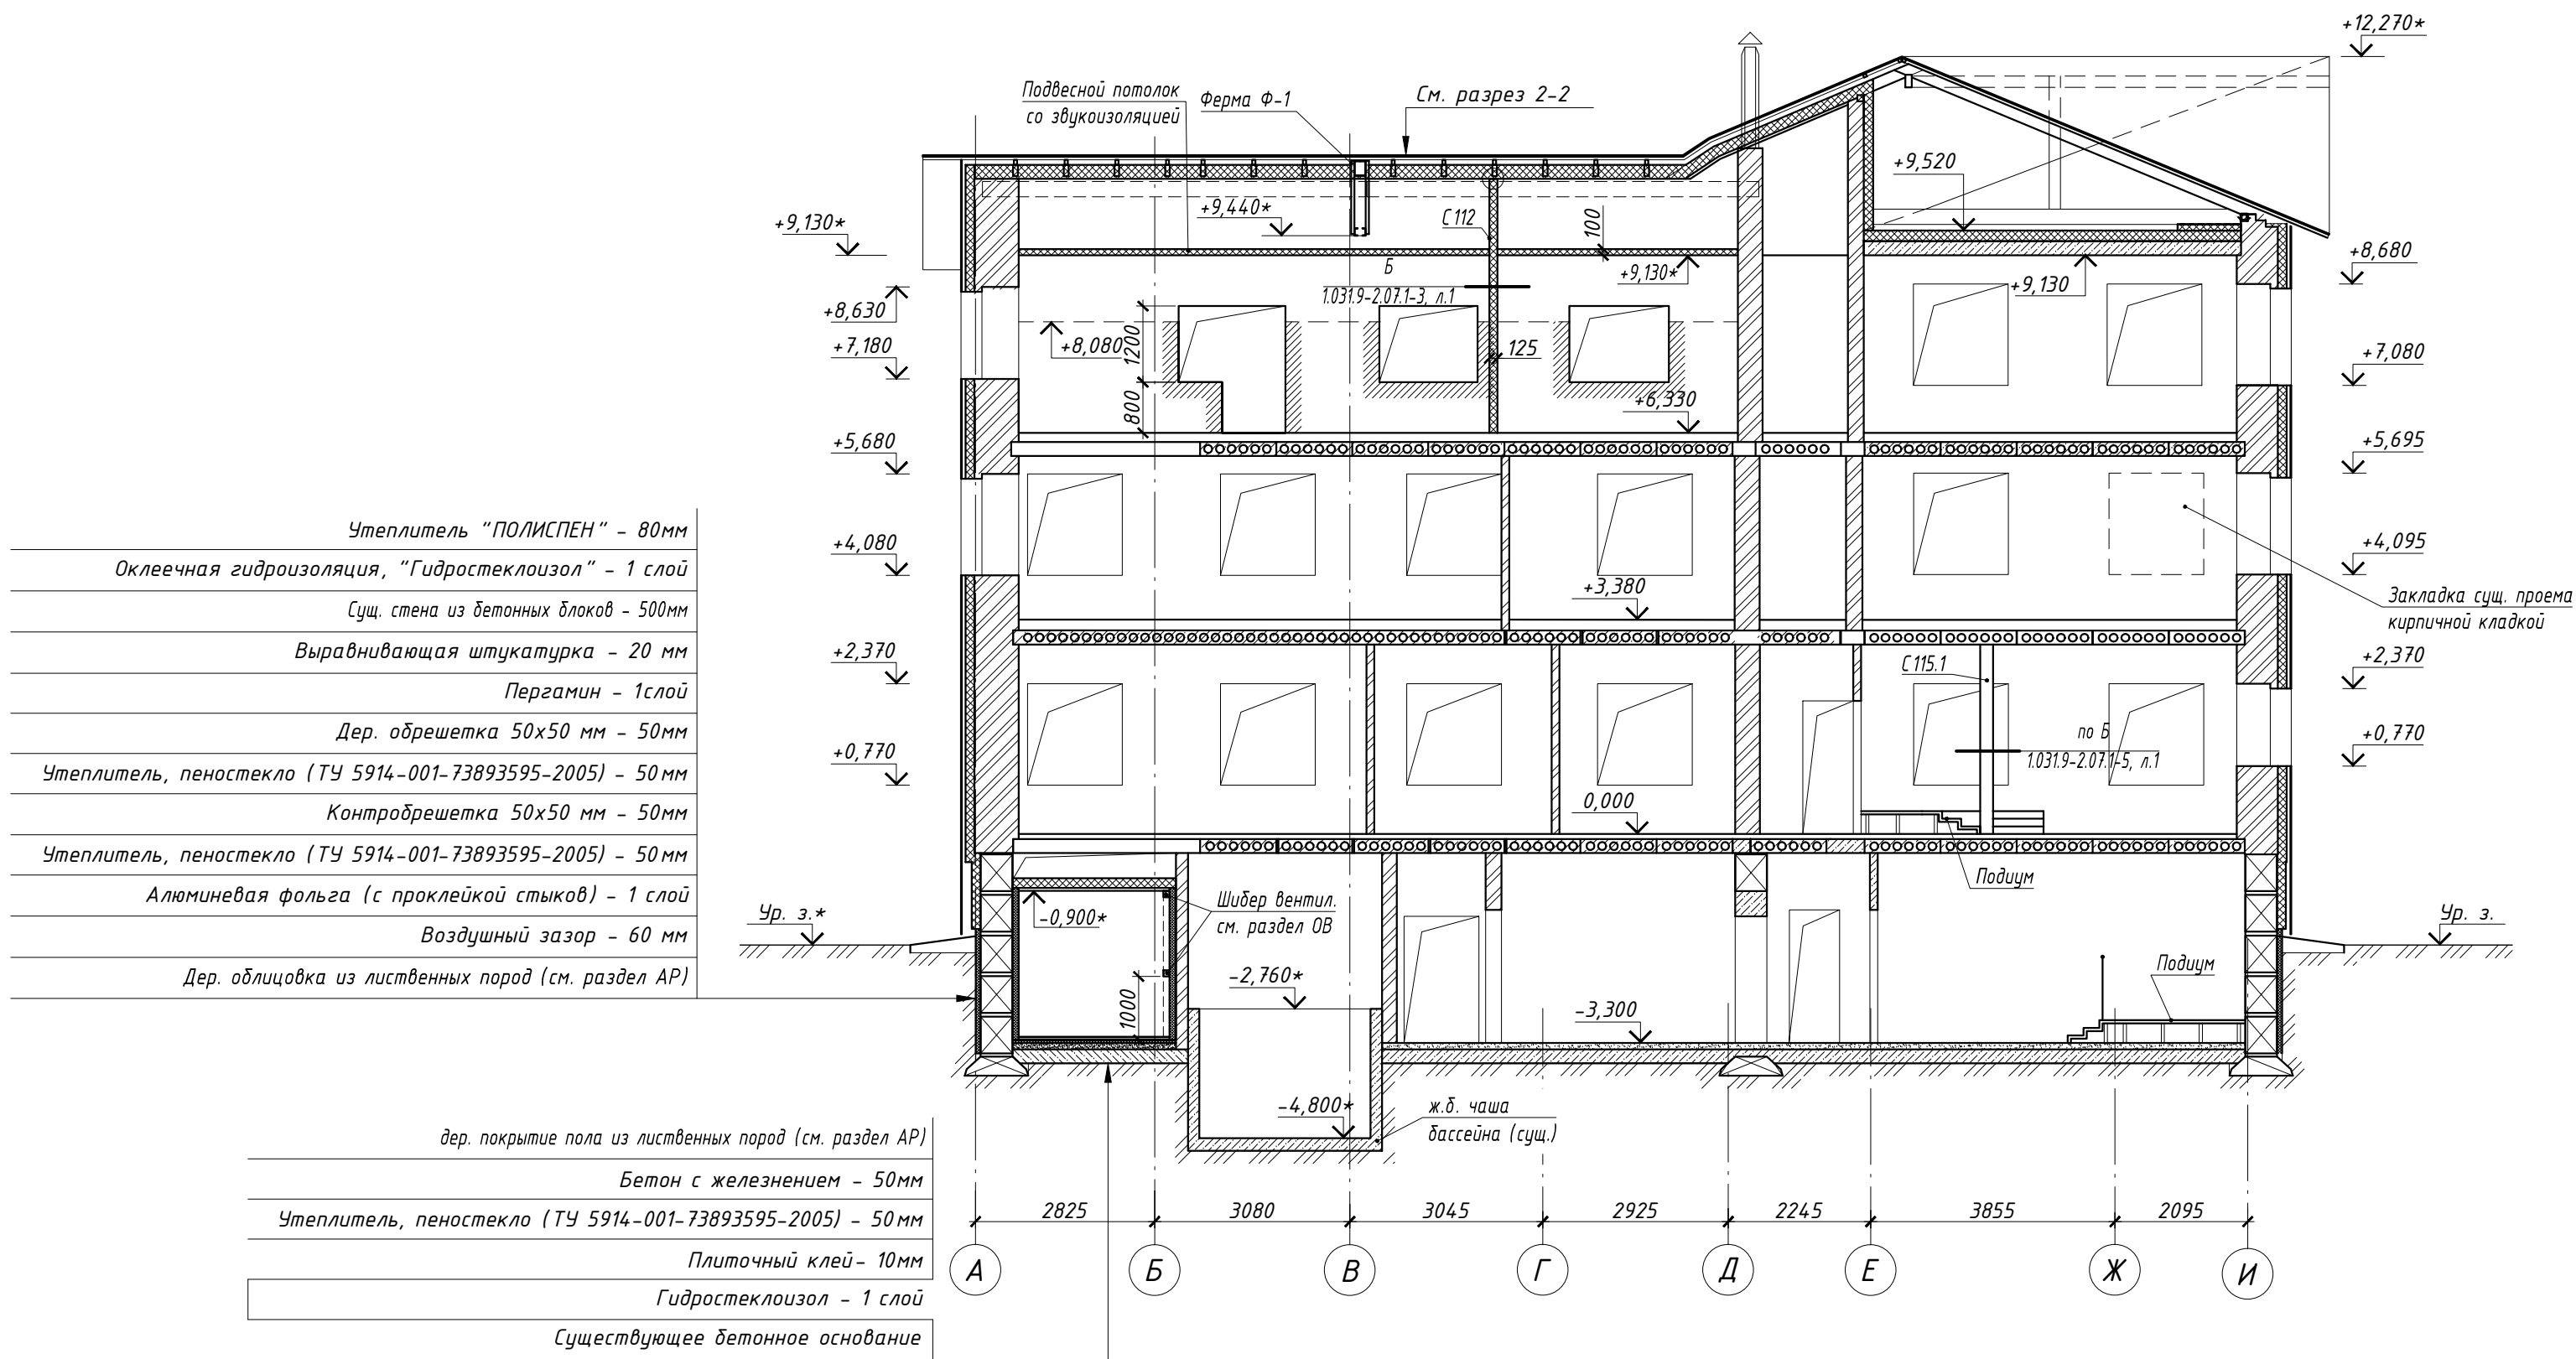 +12,270*
Подвесной потолок
со звукоизоляцией
Ферма Ф-1
См. разрез 2-2
+9,520
+9,130*
+9,440*
С112
100
+8,680
Б
1.031.9-2.07.1-3, л.1
+9,130*
+9,130
+8,630
+8,080
1200
125
+7,180
+7,080
800
+6,330
+5,680
+5,695
Утеплитель "ПОЛИСПЕН" - 80мм
Оклеечная гидроизоляция, "Гидростеклоизол" - 1 слой
Сущ. стена из бетонных блоков - 500мм
Выравнивающая штукатурка - 20 мм
Пергамин - 1слой
Дер. обрешетка 50х50 мм - 50мм
Утеплитель, пеностекло (ТУ 5914-001-73893595-2005) - 50мм
Контробрешетка 50х50 мм - 50мм
Утеплитель, пеностекло (ТУ 5914-001-73893595-2005) - 50мм
Алюминевая фольга (с проклейкой стыков) - 1 слой
Воздушный зазор - 60 мм
Дер. облицовка из лиственных пород (см. раздел АР)
+4,080
+4,095
+3,380
Закладка сущ. проема
кирпичной кладкой
+2,370
+2,370
С115.1
по Б
1.031.9-2.07.1-5, л.1
+0,770
+0,770
0,000
Подиум
Ур. з.*
-0,900*
Шибер вентил.
см. раздел ОВ
Ур. з.
-2,760*
1000
-3,300
Подиум
-4,800*
ж.б. чаша
бассейна (сущ.)
дер. покрытие пола из лиственных пород (см. раздел АР)
Бетон с железнением - 50мм
Утеплитель, пеностекло (ТУ 5914-001-73893595-2005) - 50мм
Плиточный клей- 10мм
Гидростеклоизол - 1 слой
Существующее бетонное основание
2825 3080 3045 2925 2245 3855 2095
А Б В Г Д Е Ж И